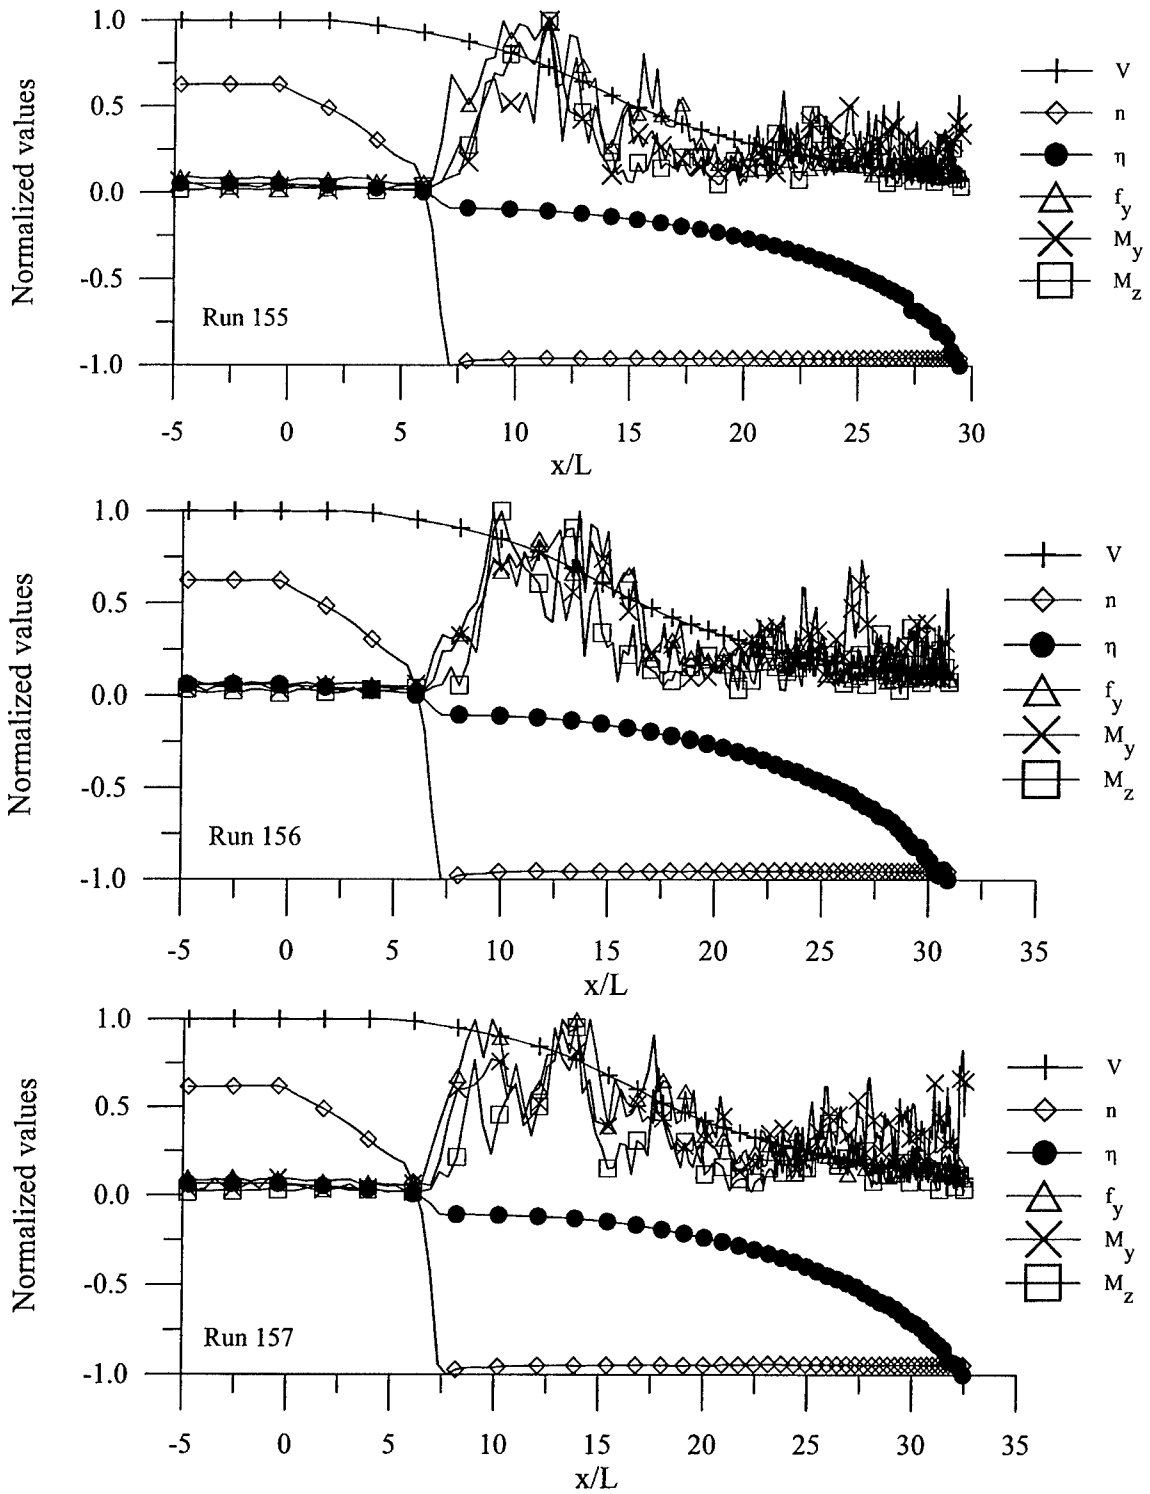 Normalized values
1.0
0.5
0.0
-0.5
-1.0
Run 155
-5 0 5 10 15 20 25 30
x/L
V
n
η
f_y
M_y
M_z
Normalized values
1.0
0.5
0.0
-0.5
-1.0
Run 156
-5 0 5 10 15 20 25 30 35
x/L
V
n
η
f_y
M_y
M_z
Normalized values
1.0
0.5
0.0
-0.5
-1.0
Run 157
-5 0 5 10 15 20 25 30 35
x/L
V
n
η
f_y
M_y
M_z